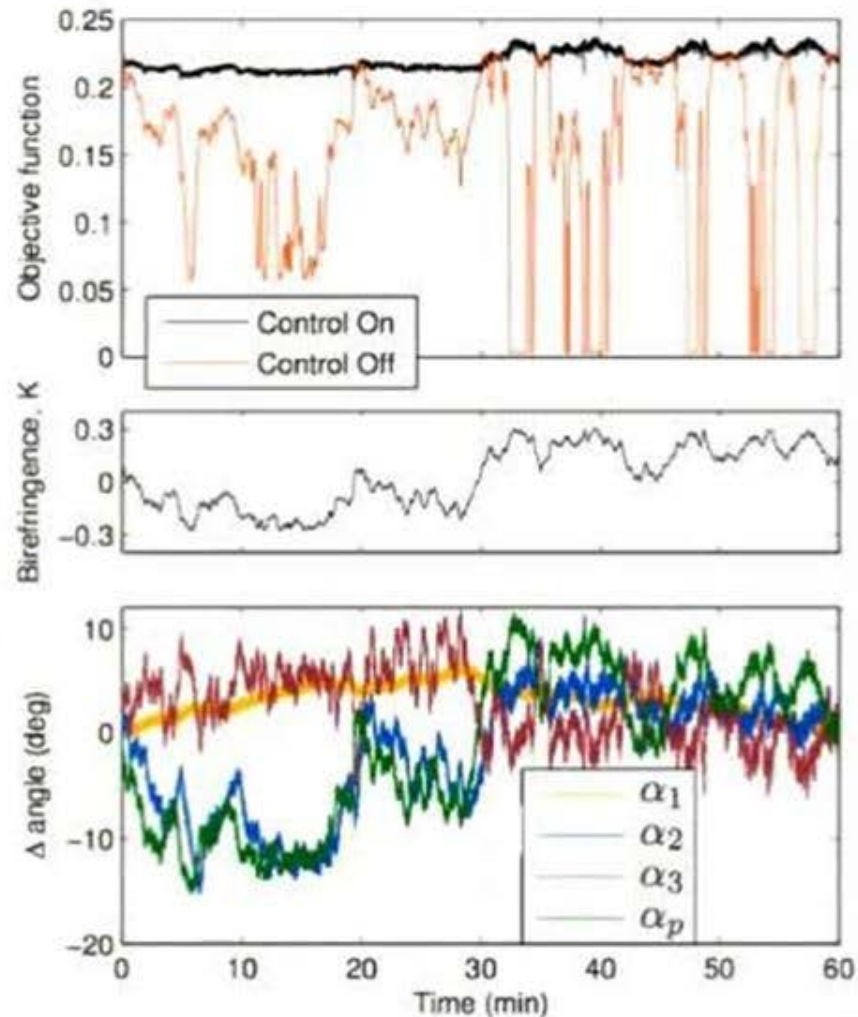 Objective function
0.25
0.2
0.15
0.1
0.05
0
Control On
Control Off
Birefringence, K
0.3
0
−0.3
Δ angle (deg)
10
0
−10
−20
α1
α2
α3
αp
0 10 20 30 40 50 60
Time (min)